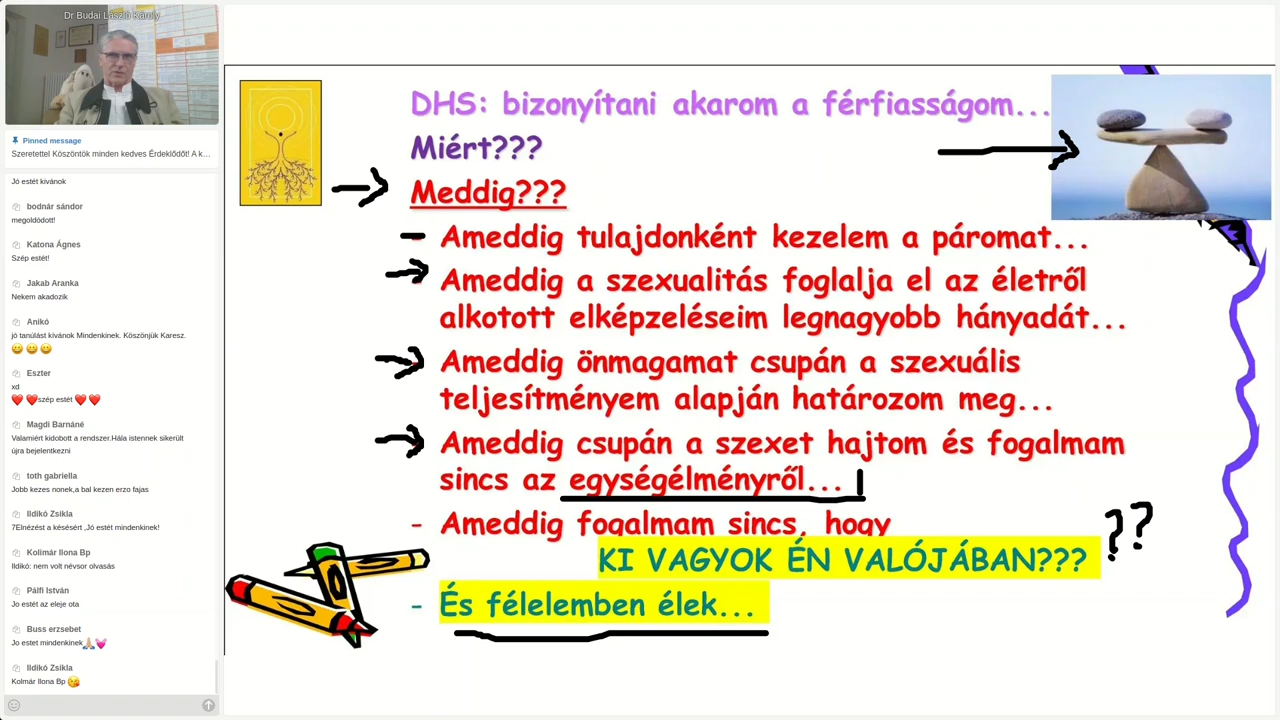 Dr Budai László Károly
Pinned message
Szeretettel Köszöntök minden kedves Érdeklődőt! A k...
Jó estét kivánok
bodnár sándor
megoldódott!
Katona Ágnes
Szép estét!
Jakab Aranka
Nekem akadozik
Anikó
jó tanúlást kívánok Mindenkinek. Köszönjük Karesz.
😀 😀 😀
Eszter
xd
❤️ ❤️szép estét ❤️ ❤️
Magdi Barnáné
Valamiért kidobott a rendszer.Hála istennek sikerült
újra bejelentkezni
toth gabriella
Jobb kezes nonek,a bal kezen erzo fajas
Ildikó Zsikla
7Elnézést a késésért ,Jó estét mindenkinek!
Kolimár Ilona Bp
Ildikó: nem volt névsor olvasás
Pálfi István
Jo estét az eleje ota
Buss erzsebet
Jo estet mindenkinek🙏🏼💓
Ildikó Zsikla
Kolmár Ilona Bp 😘
DHS: bizonyítani akarom a férfiasságom...
Miért???
Meddig???
- Ameddig tulajdonként kezelem a páromat...
Ameddig a szexualitás foglalja el az életről
alkotott elképzeléseim legnagyobb hányadát...
Ameddig önmagamat csupán a szexuális
teljesítményem alapján határozom meg...
Ameddig csupán a szexet hajtom és fogalmam
sincs az egységélményről...
- Ameddig fogalmam sincs, hogy
KI VAGYOK ÉN VALÓJÁBAN???
??
- És félelemben élek...